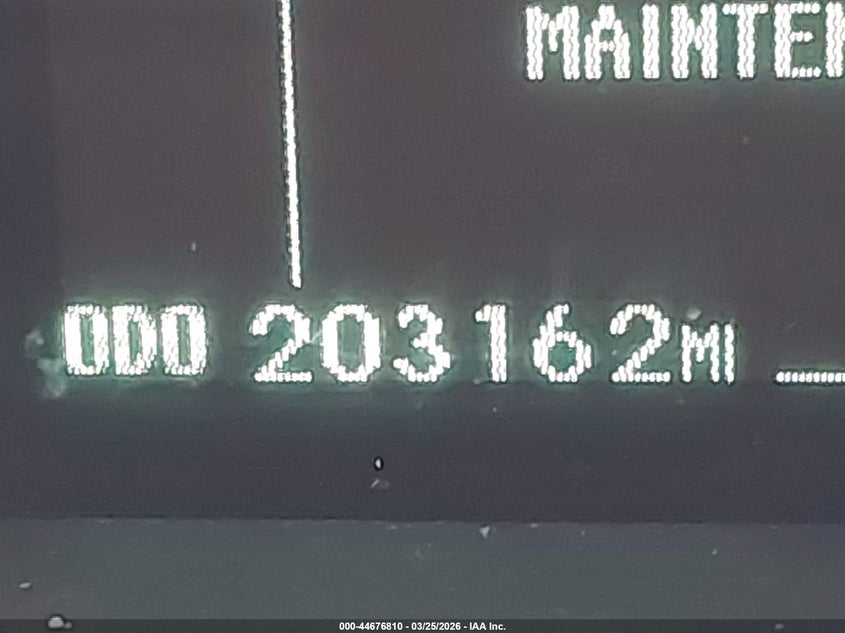 MAINTEN
ODO 203162MI
000-44676810 - 03/25/2026 - IAA Inc.